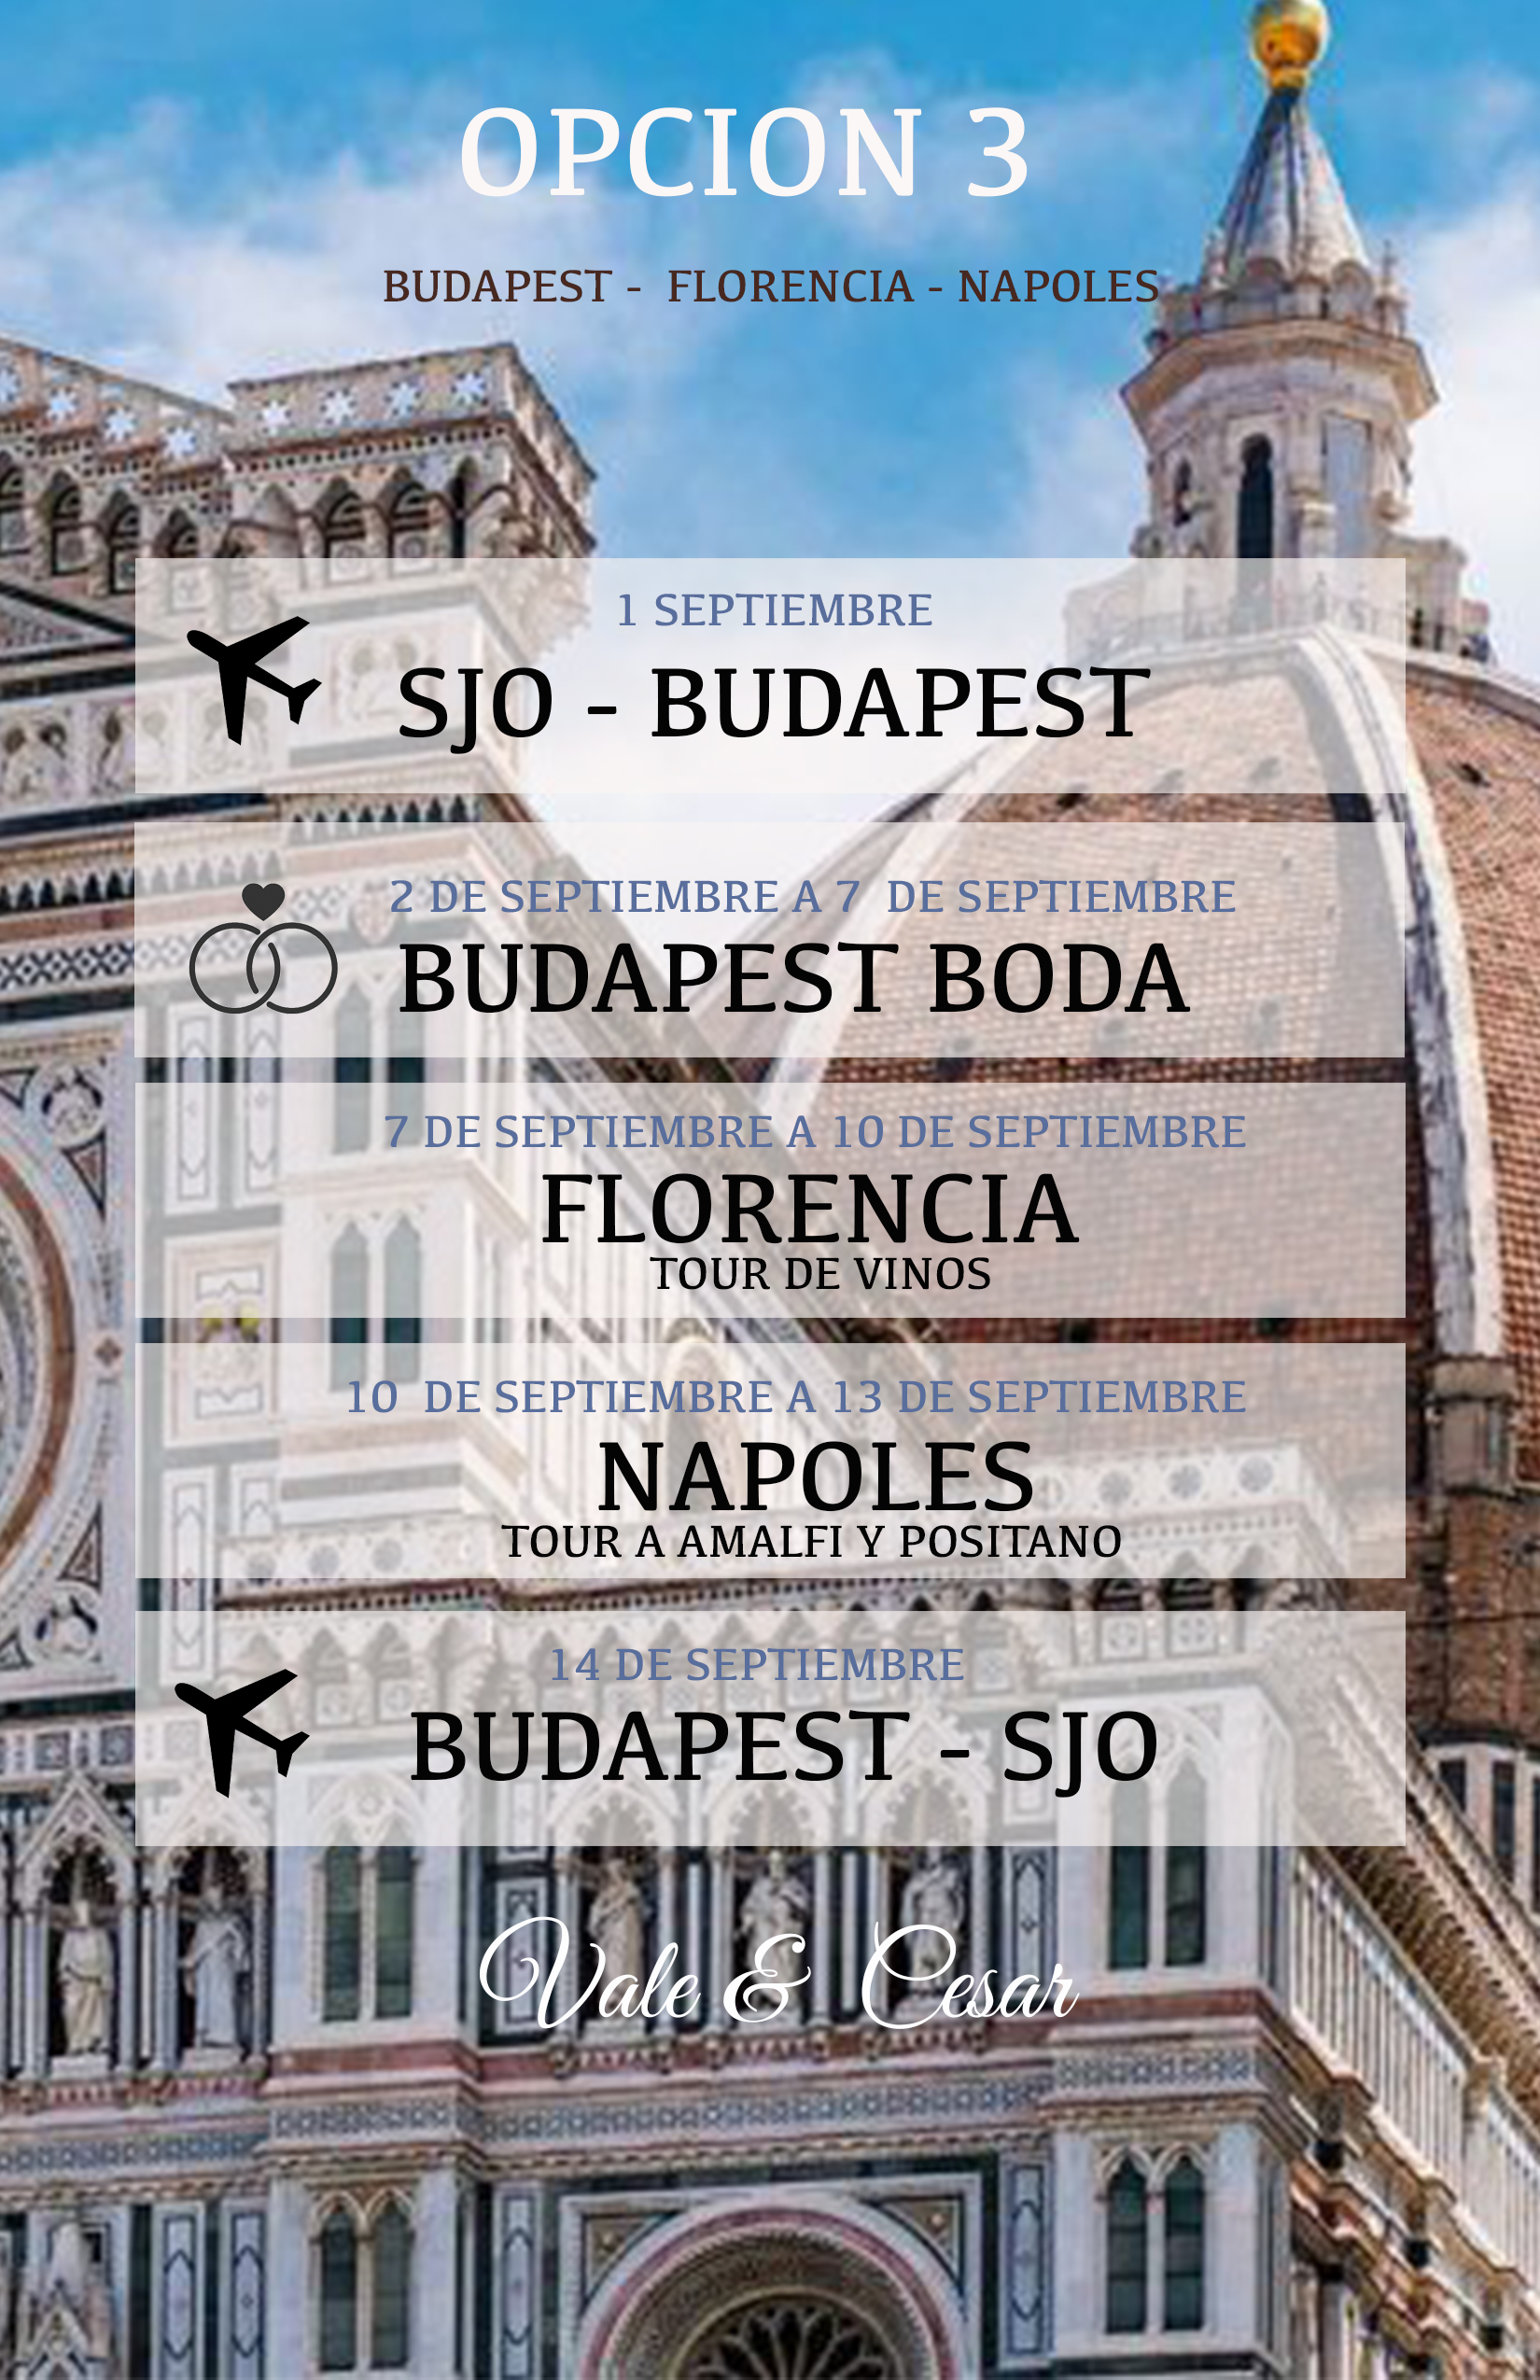 OPCION 3
BUDAPEST - FLORENCIA - NAPOLES
1 SEPTIEMBRE
SJO - BUDAPEST
2 DE SEPTIEMBRE A 7 DE SEPTIEMBRE
BUDAPEST BODA
7 DE SEPTIEMBRE A 10 DE SEPTIEMBRE
FLORENCIA
TOUR DE VINOS
10 DE SEPTIEMBRE A 13 DE SEPTIEMBRE
NAPOLES
TOUR A AMALFI Y POSITANO
14 DE SEPTIEMBRE
BUDAPEST - SJO
Vale & Cesar